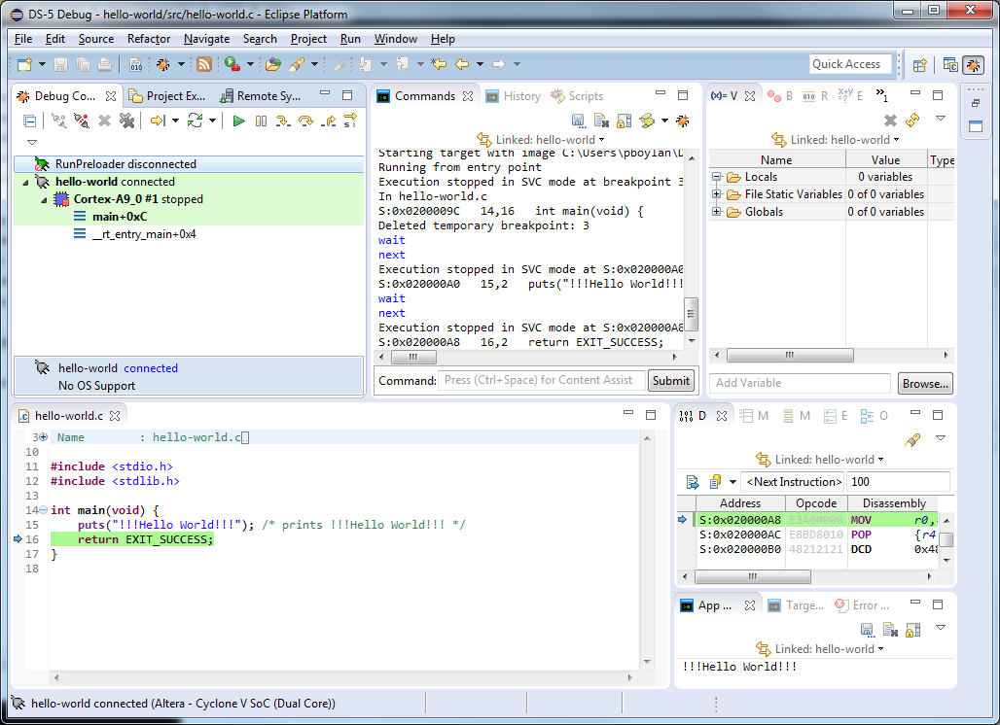 DS-5 Debug - hello-world/src/hello-world.c - Eclipse Platform
File Edit Source Refactor Navigate Search Project Run Window Help
Quick Access
Debug Co...
Project Ex...
Remote Sy...
RunPreloader disconnected
hello-world connected
Cortex-A9_0 #1 stopped
main+0xC
__rt_entry_main+0x4
hello-world connected
No OS Support
Commands
History
Scripts
Linked: hello-world
Starting target with image C:\Users\pboylan\D
Running from entry point
Execution stopped in SVC mode at breakpoint 3
In hello-world.c
S:0x0200009C 14,16 int main(void) {
Deleted temporary breakpoint: 3
wait
next
Execution stopped in SVC mode at S:0x020000A0
S:0x020000A0 15,2 puts("!!!Hello World!!!
wait
next
Execution stopped in SVC mode at S:0x020000A8
S:0x020000A8 16,2 return EXIT_SUCCESS;
Command: Press (Ctrl+Space) for Content Assist Submit
(x)= V
B
R
E
1
Linked: hello-world
Name Value Type
Locals 0 variables
File Static Variables 0 of 0 variables
Globals 0 of 0 variables
Add Variable Browse...
hello-world.c
3 Name : hello-world.c
10
11 #include <stdio.h>
12 #include <stdlib.h>
13
14 int main(void) {
15 puts("!!!Hello World!!!"); /* prints !!!Hello World!!! */
16 return EXIT_SUCCESS;
17 }
18
D
M
M
E
O
Linked: hello-world
<Next Instruction> 100
Address Opcode Disassembly
S:0x020000A8 E3A00000 MOV r0,
S:0x020000AC E8BD8010 POP {r4
S:0x020000B0 48212121 DCD 0x48
App ...
Targe...
Error ...
Linked: hello-world
!!!Hello World!!!
hello-world connected (Altera - Cyclone V SoC (Dual Core))